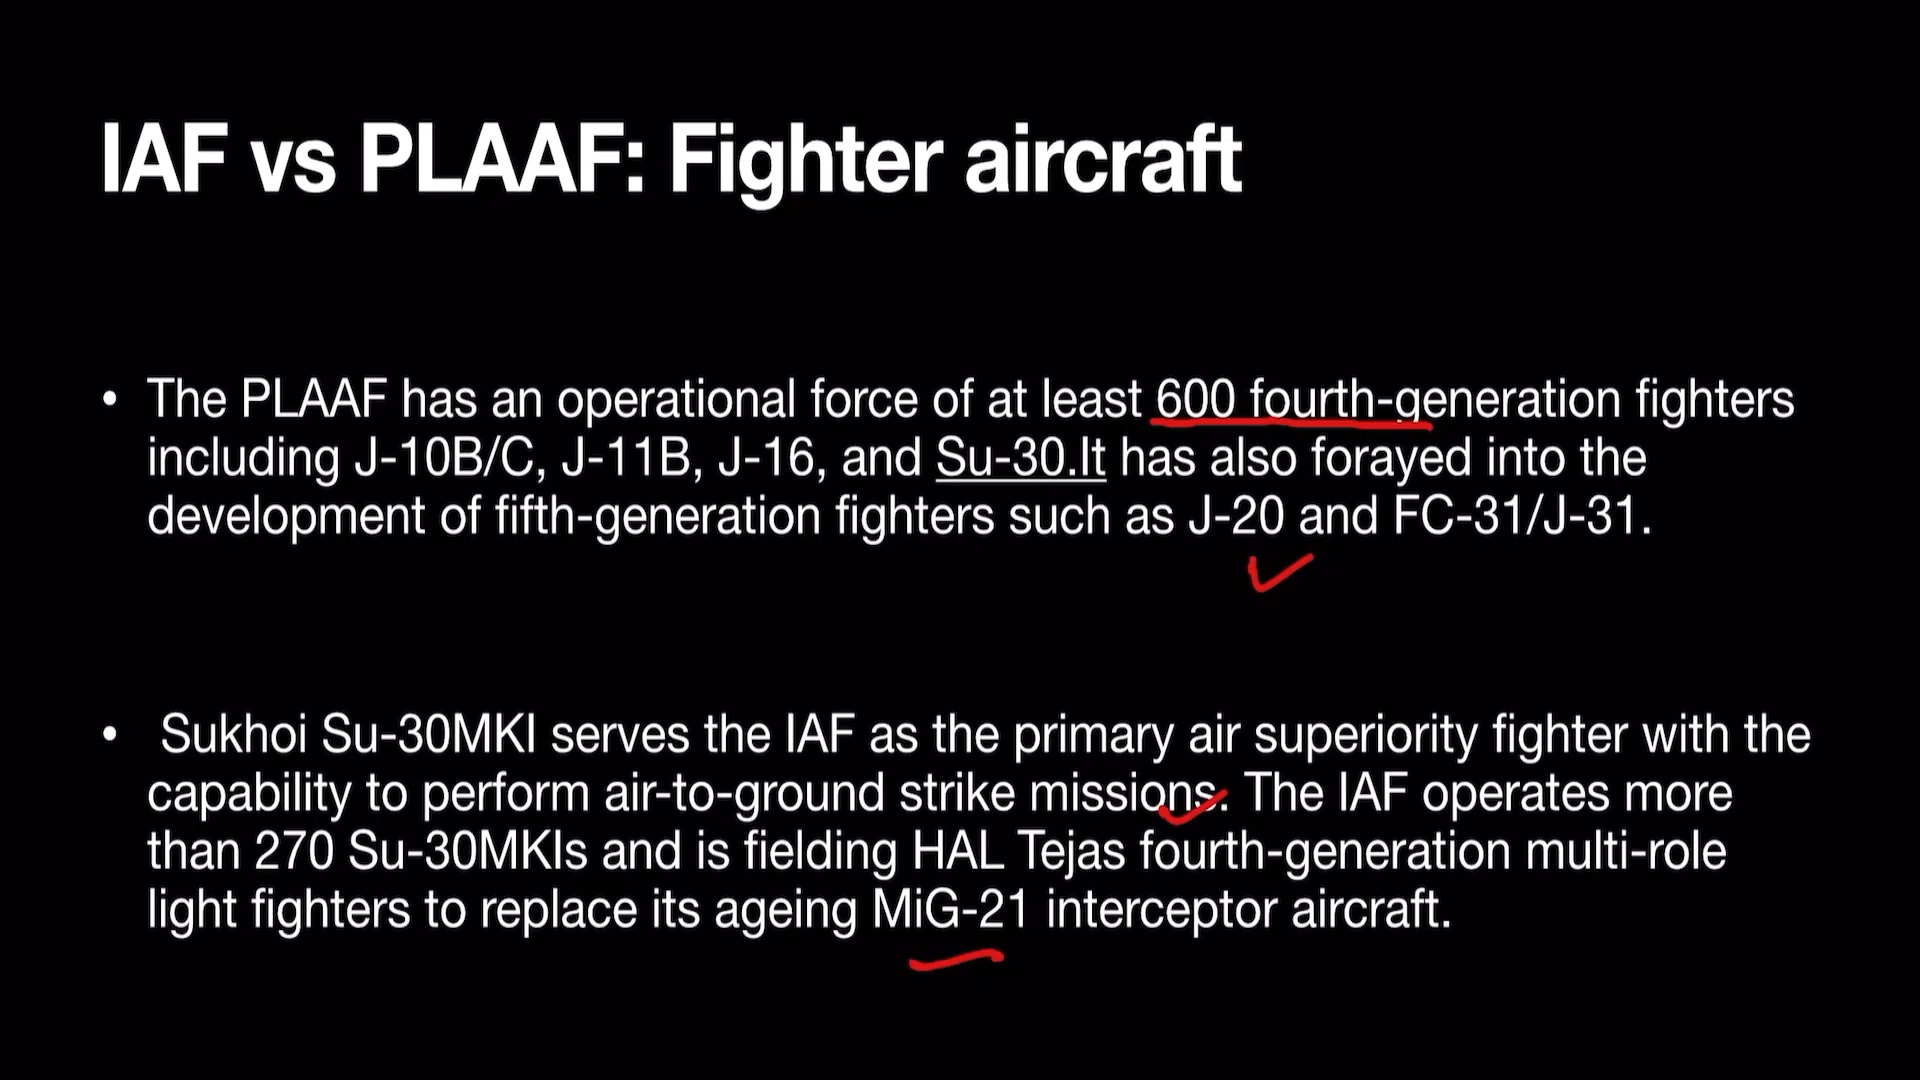 IAF vs PLAAF: Fighter aircraft
• The PLAAF has an operational force of at least 600 fourth-generation fighters
including J-10B/C, J-11B, J-16, and Su-30.It has also forayed into the
development of fifth-generation fighters such as J-20 and FC-31/J-31.
• Sukhoi Su-30MKI serves the IAF as the primary air superiority fighter with the
capability to perform air-to-ground strike missions. The IAF operates more
than 270 Su-30MKIs and is fielding HAL Tejas fourth-generation multi-role
light fighters to replace its ageing MiG-21 interceptor aircraft.